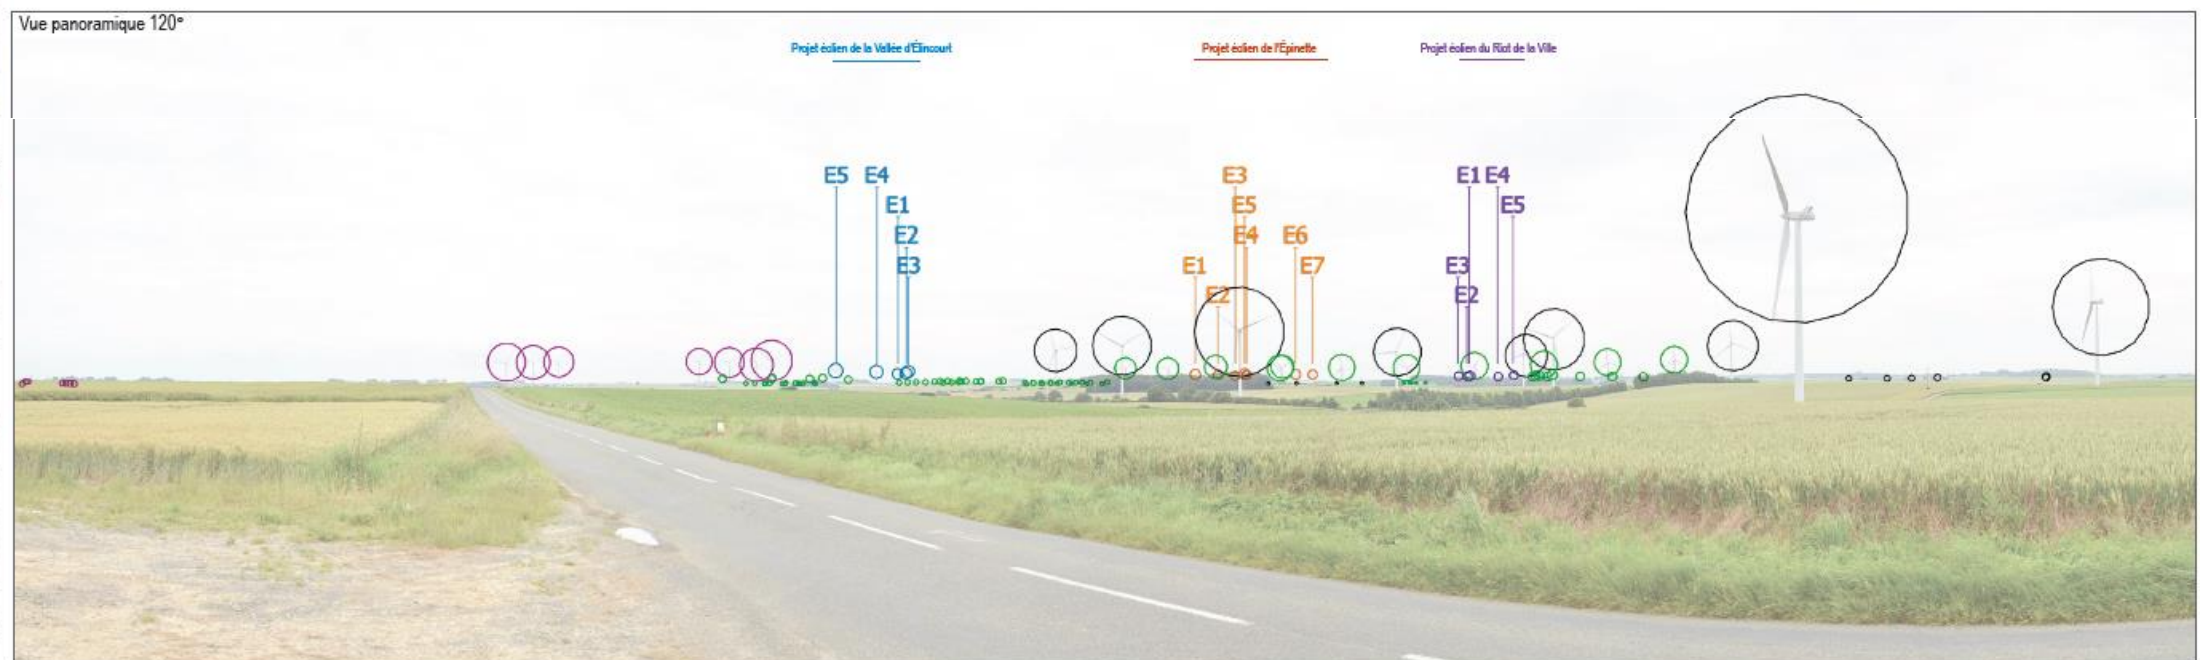 Vue panoramique 120°
Projet éolien de la Vallée d'Élincourt
Projet éolien de l'Épinette
Projet éolien du Riot de la Ville
E5 E4
E1
E2
E3
E3
E5
E4
E6
E1
E7
E2
E1 E4
E5
E3
E2